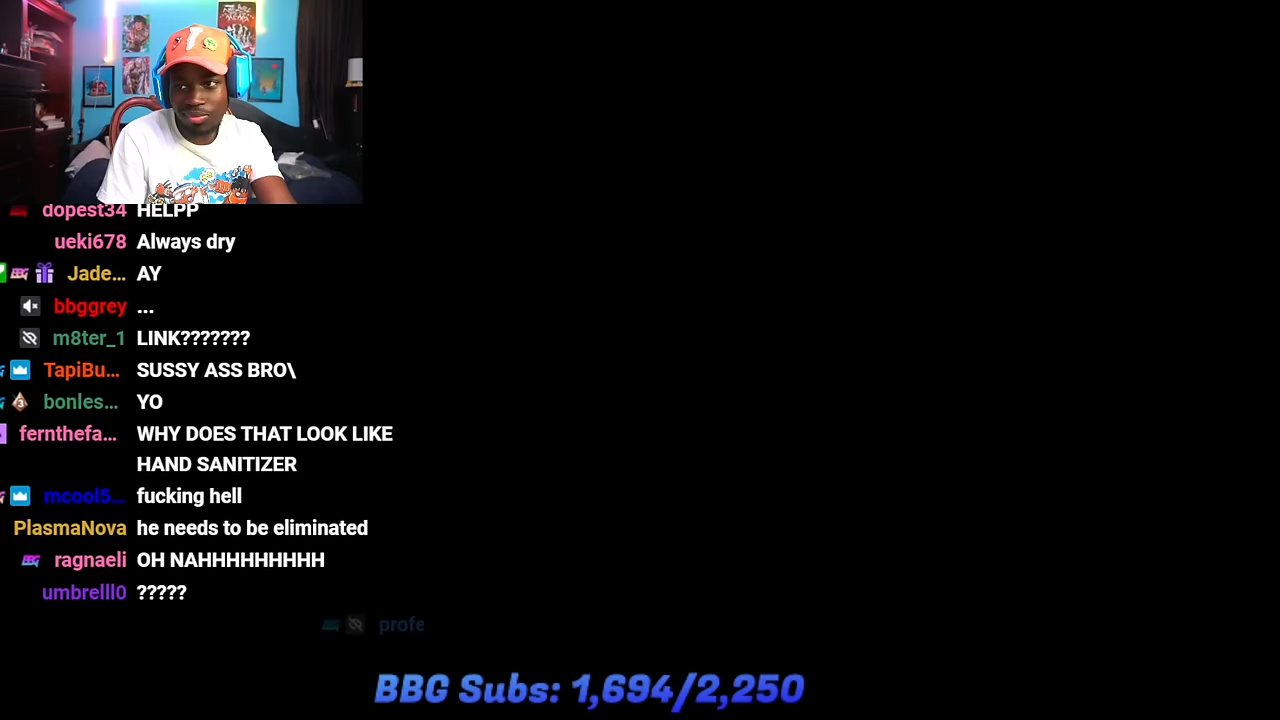 dopest34 HELPP
ueki678 Always dry
Jade... AY
bbggrey ...
m8ter_1 LINK???????
TapiBu... SUSSY ASS BRO\
bonles... YO
fernthefa... WHY DOES THAT LOOK LIKE
HAND SANITIZER
mcool5... fucking hell
PlasmaNova he needs to be eliminated
ragnaeli OH NAHHHHHHHHH
umbrelll0 ?????
profe
BBG Subs: 1,694/2,250